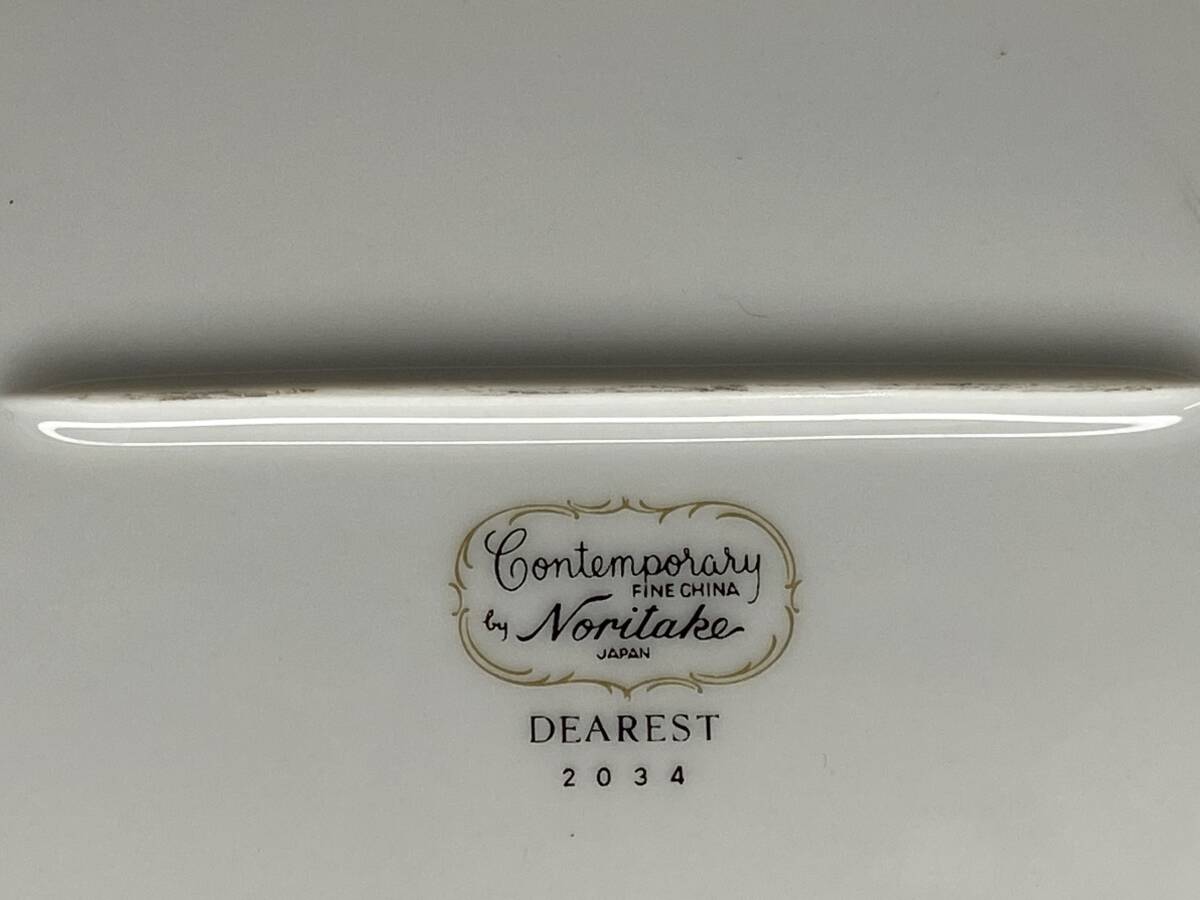 Contemporary
FINE CHINA
by Noritake
JAPAN
DEAREST
2034